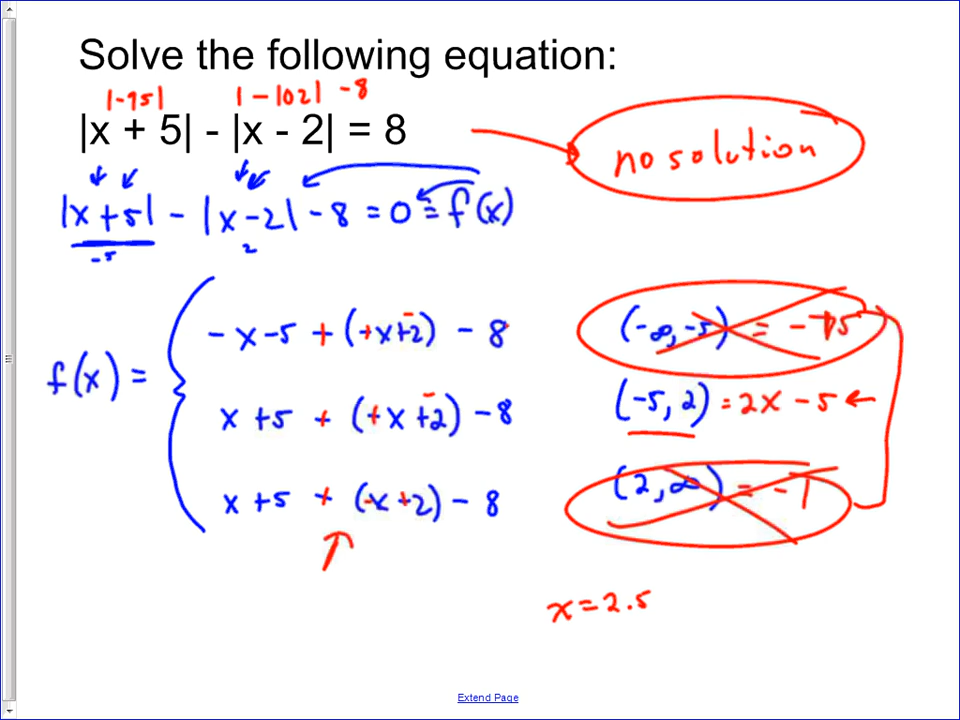 Solve the following equation:
|-95| |-102| -8
|x + 5| - |x - 2| = 8
no solution
|x+5| - |x-2| -8 = 0 = f(x)
-5 2
f(x) =
-x-5 + (+x+-2) - 8 (-∞,-5) = -15
x+5 + (+x+-2) - 8 (-5, 2) = 2x - 5 ←
x+5 + (-x+2) - 8 (2, ∞) = -1
x = 2.5
Extend Page